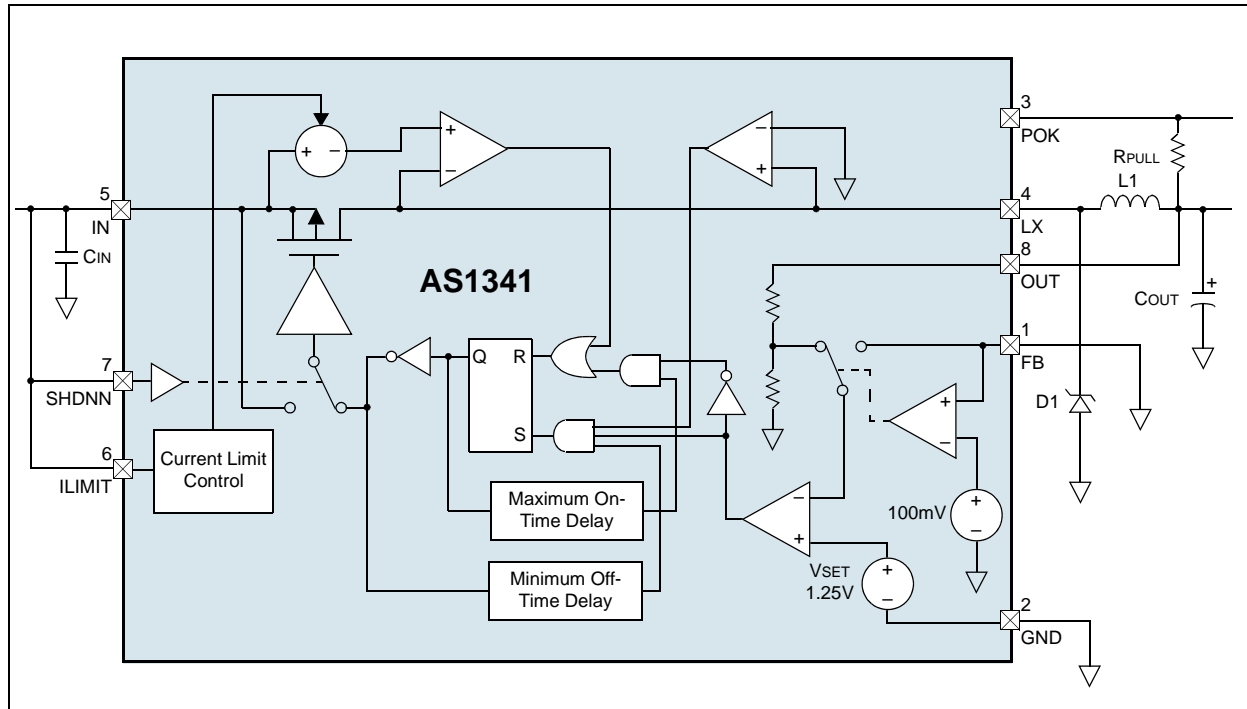 3
POK
RPULL
L1
5
IN
4
LX
CIN
AS1341
8
OUT
COUT
+
1
FB
7
SHDNN
Q
R
S
D1
6
ILIMIT
Current Limit
Control
Maximum On-
Time Delay
100mV
Minimum Off-
Time Delay
VSET
1.25V
2
GND
+
−
+
−
−
+
+
−
−
+
+
−
+
−